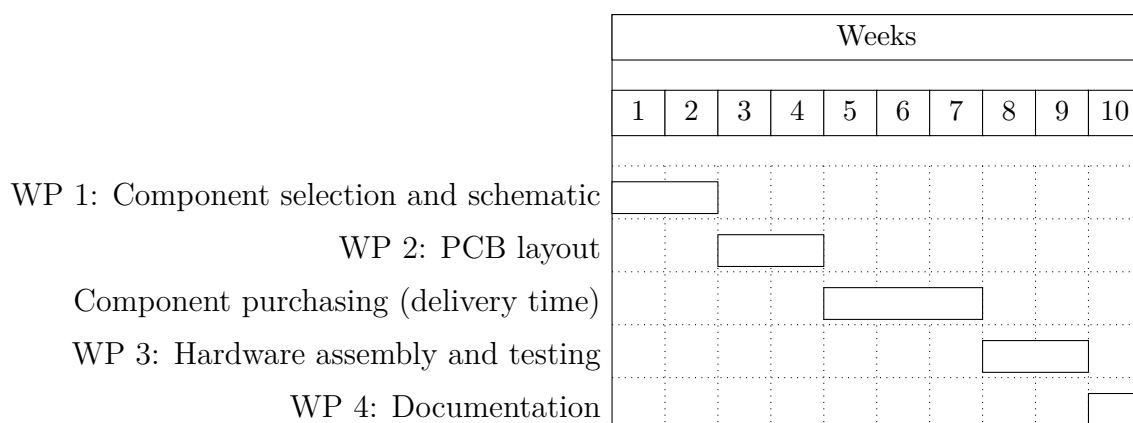 Weeks
1 2 3 4 5 6 7 8 9 10
WP 1: Component selection and schematic
WP 2: PCB layout
Component purchasing (delivery time)
WP 3: Hardware assembly and testing
WP 4: Documentation